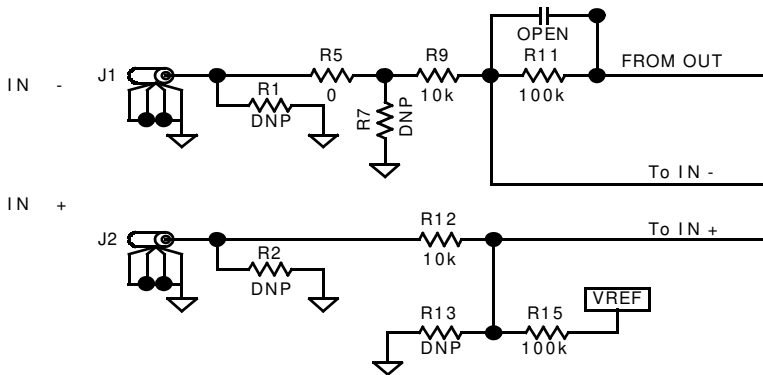 OPEN
R5
R9
R11
FROM OUT
IN -
J1
R1
0
R7
DNP
10k
100k
DNP
To IN -
IN +
R12
To IN +
J2
R2
10k
DNP
R13
R15
VREF
DNP
100k